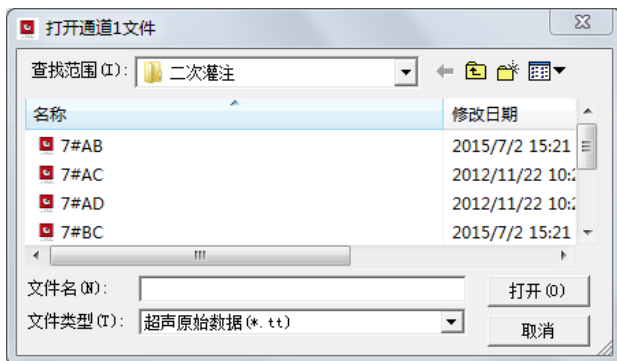 打开通道1文件
查找范围(I): 二次灌注
名称 修改日期
7#AB 2015/7/2 15:21
7#AC 2012/11/22 10:2
7#AD 2012/11/22 10:2
7#BC 2015/7/2 15:21
文件名(N): 打开(O)
文件类型(T): 超声原始数据(*.tt) 取消